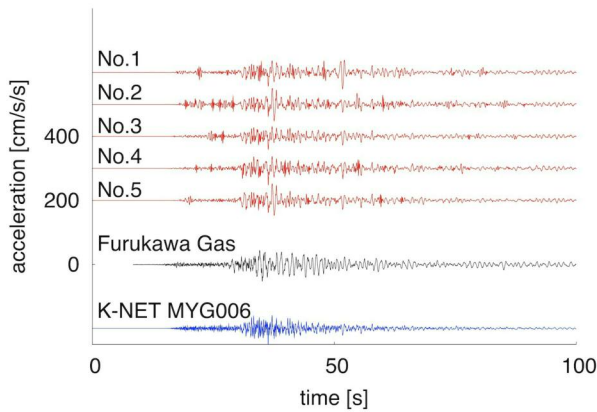 No.1
No.2
No.3
400
No.4
No.5
200
Furukawa Gas
0
K-NET MYG006
acceleration [cm/s/s]
0 50 100
time [s]